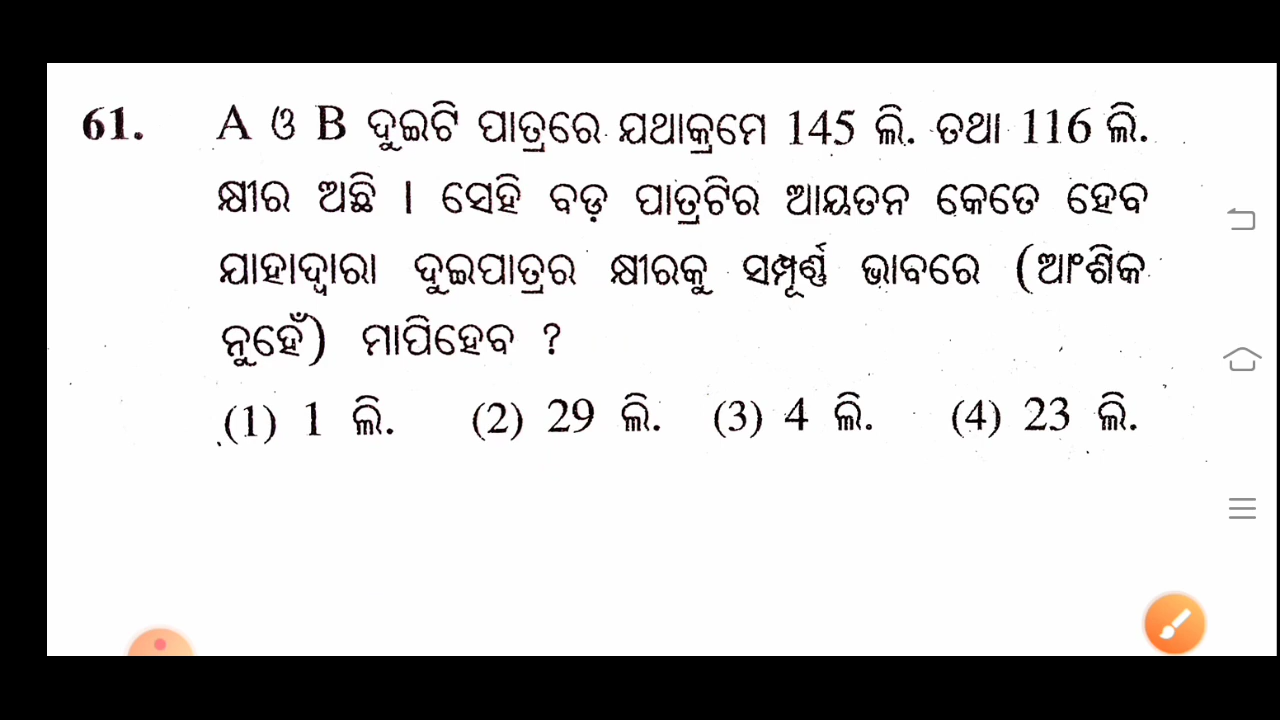 61. A ଓ B ଦୁଇଟି ପାତ୍ରରେ ଯଥାକ୍ରମେ 145 ଲି. ତଥା 116 ଲି.
କ୍ଷୀର ଅଛି । ସେହି ବଡ଼ ପାତ୍ରଟିର ଆୟତନ କେତେ ହେବ
ଯାହାଦ୍ୱାରା ଦୁଇପାତ୍ରର କ୍ଷୀରକୁ ସମ୍ପୂର୍ଣ୍ଣ ଭାବରେ (ଆଂଶିକ
ନୁହେଁ) ମାପିହେବ ?
(1) 1 ଲି. (2) 29 ଲି. (3) 4 ଲି. (4) 23 ଲି.